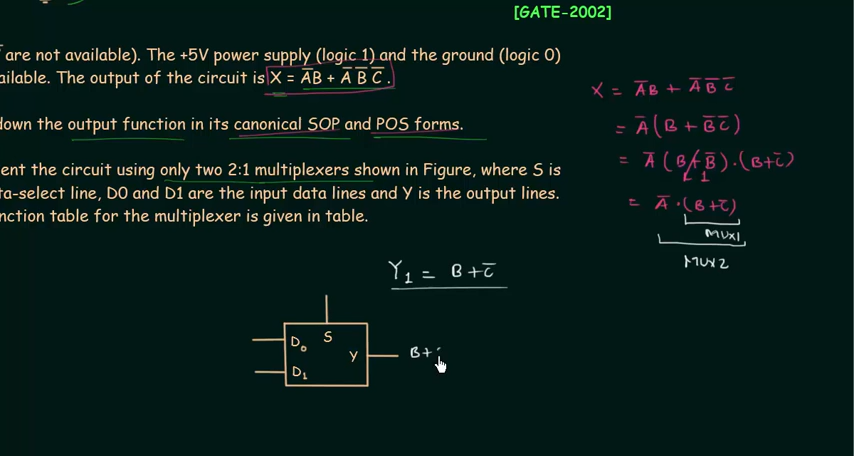 [GATE-2002]
are not available). The +5V power supply (logic 1) and the ground (logic 0)
ailable. The output of the circuit is X = A̅B + A̅ B̅ C̅.
down the output function in its canonical SOP and POS forms.
ent the circuit using only two 2:1 multiplexers shown in Figure, where S is
ta-select line, D0 and D1 are the input data lines and Y is the output lines.
nction table for the multiplexer is given in table.
X = A̅B + A̅ B̅ C̅
= A̅ (B + B̅C̅)
= A̅ (B + B̅) . (B+C̅)
1
= A̅ . (B+C̅)
MUX1
MUX2
Y₁ = B + C̅
S
D₀
Y
B+
D₁